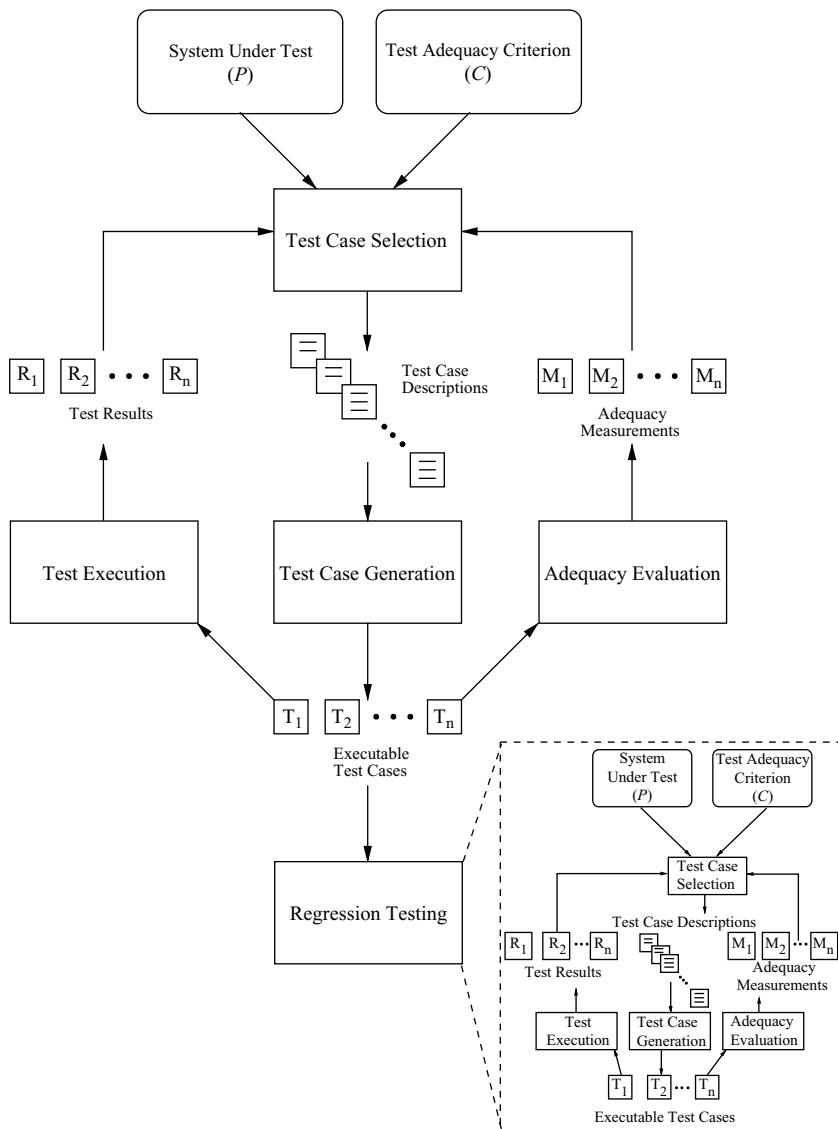 System Under Test
(P)
Test Adequacy Criterion
(C)
Test Case Selection
R1 R2 • • • Rn
Test Results
Test Case
Descriptions
M1 M2 • • • Mn
Adequacy
Measurements
Test Execution
Test Case Generation
Adequacy Evaluation
T1 T2 • • • Tn
Executable
Test Cases
Regression Testing
System
Under Test
(P)
Test Adequacy
Criterion
(C)
Test Case
Selection
Test Case Descriptions
R1 R2 ••• Rn
Test Results
M1 M2 ••• Mn
Adequacy
Measurements
Test
Execution
Test Case
Generation
Adequacy
Evaluation
T1 T2 ••• Tn
Executable Test Cases